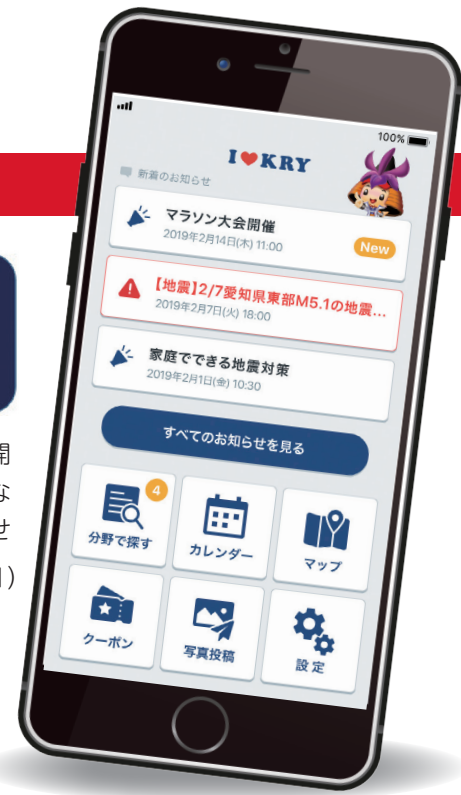 100%
I♥KRY
新着のお知らせ
マラソン大会開催
2019年2月14日(木) 11:00
New
【地震】2/7愛知県東部M5.1の地震...
2019年2月7日(火) 18:00
家庭でできる地震対策
2019年2月1日(金) 10:30
すべてのお知らせを見る
4
分野で探す
カレンダー
マップ
クーポン
写真投稿
設定
開
な
せ
)